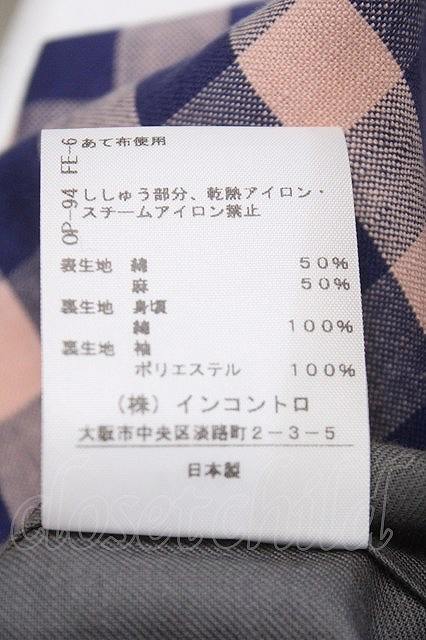 OP-94 FE-6
あて布使用
ししゅう部分、乾熱アイロン・
スチームアイロン禁止
表生地 綿 50%
麻 50%
裏生地 身頃
綿 100%
裏生地 袖
ポリエステル 100%
(株)インコントロ
大阪市中央区淡路町2-3-5
日本製
closet child